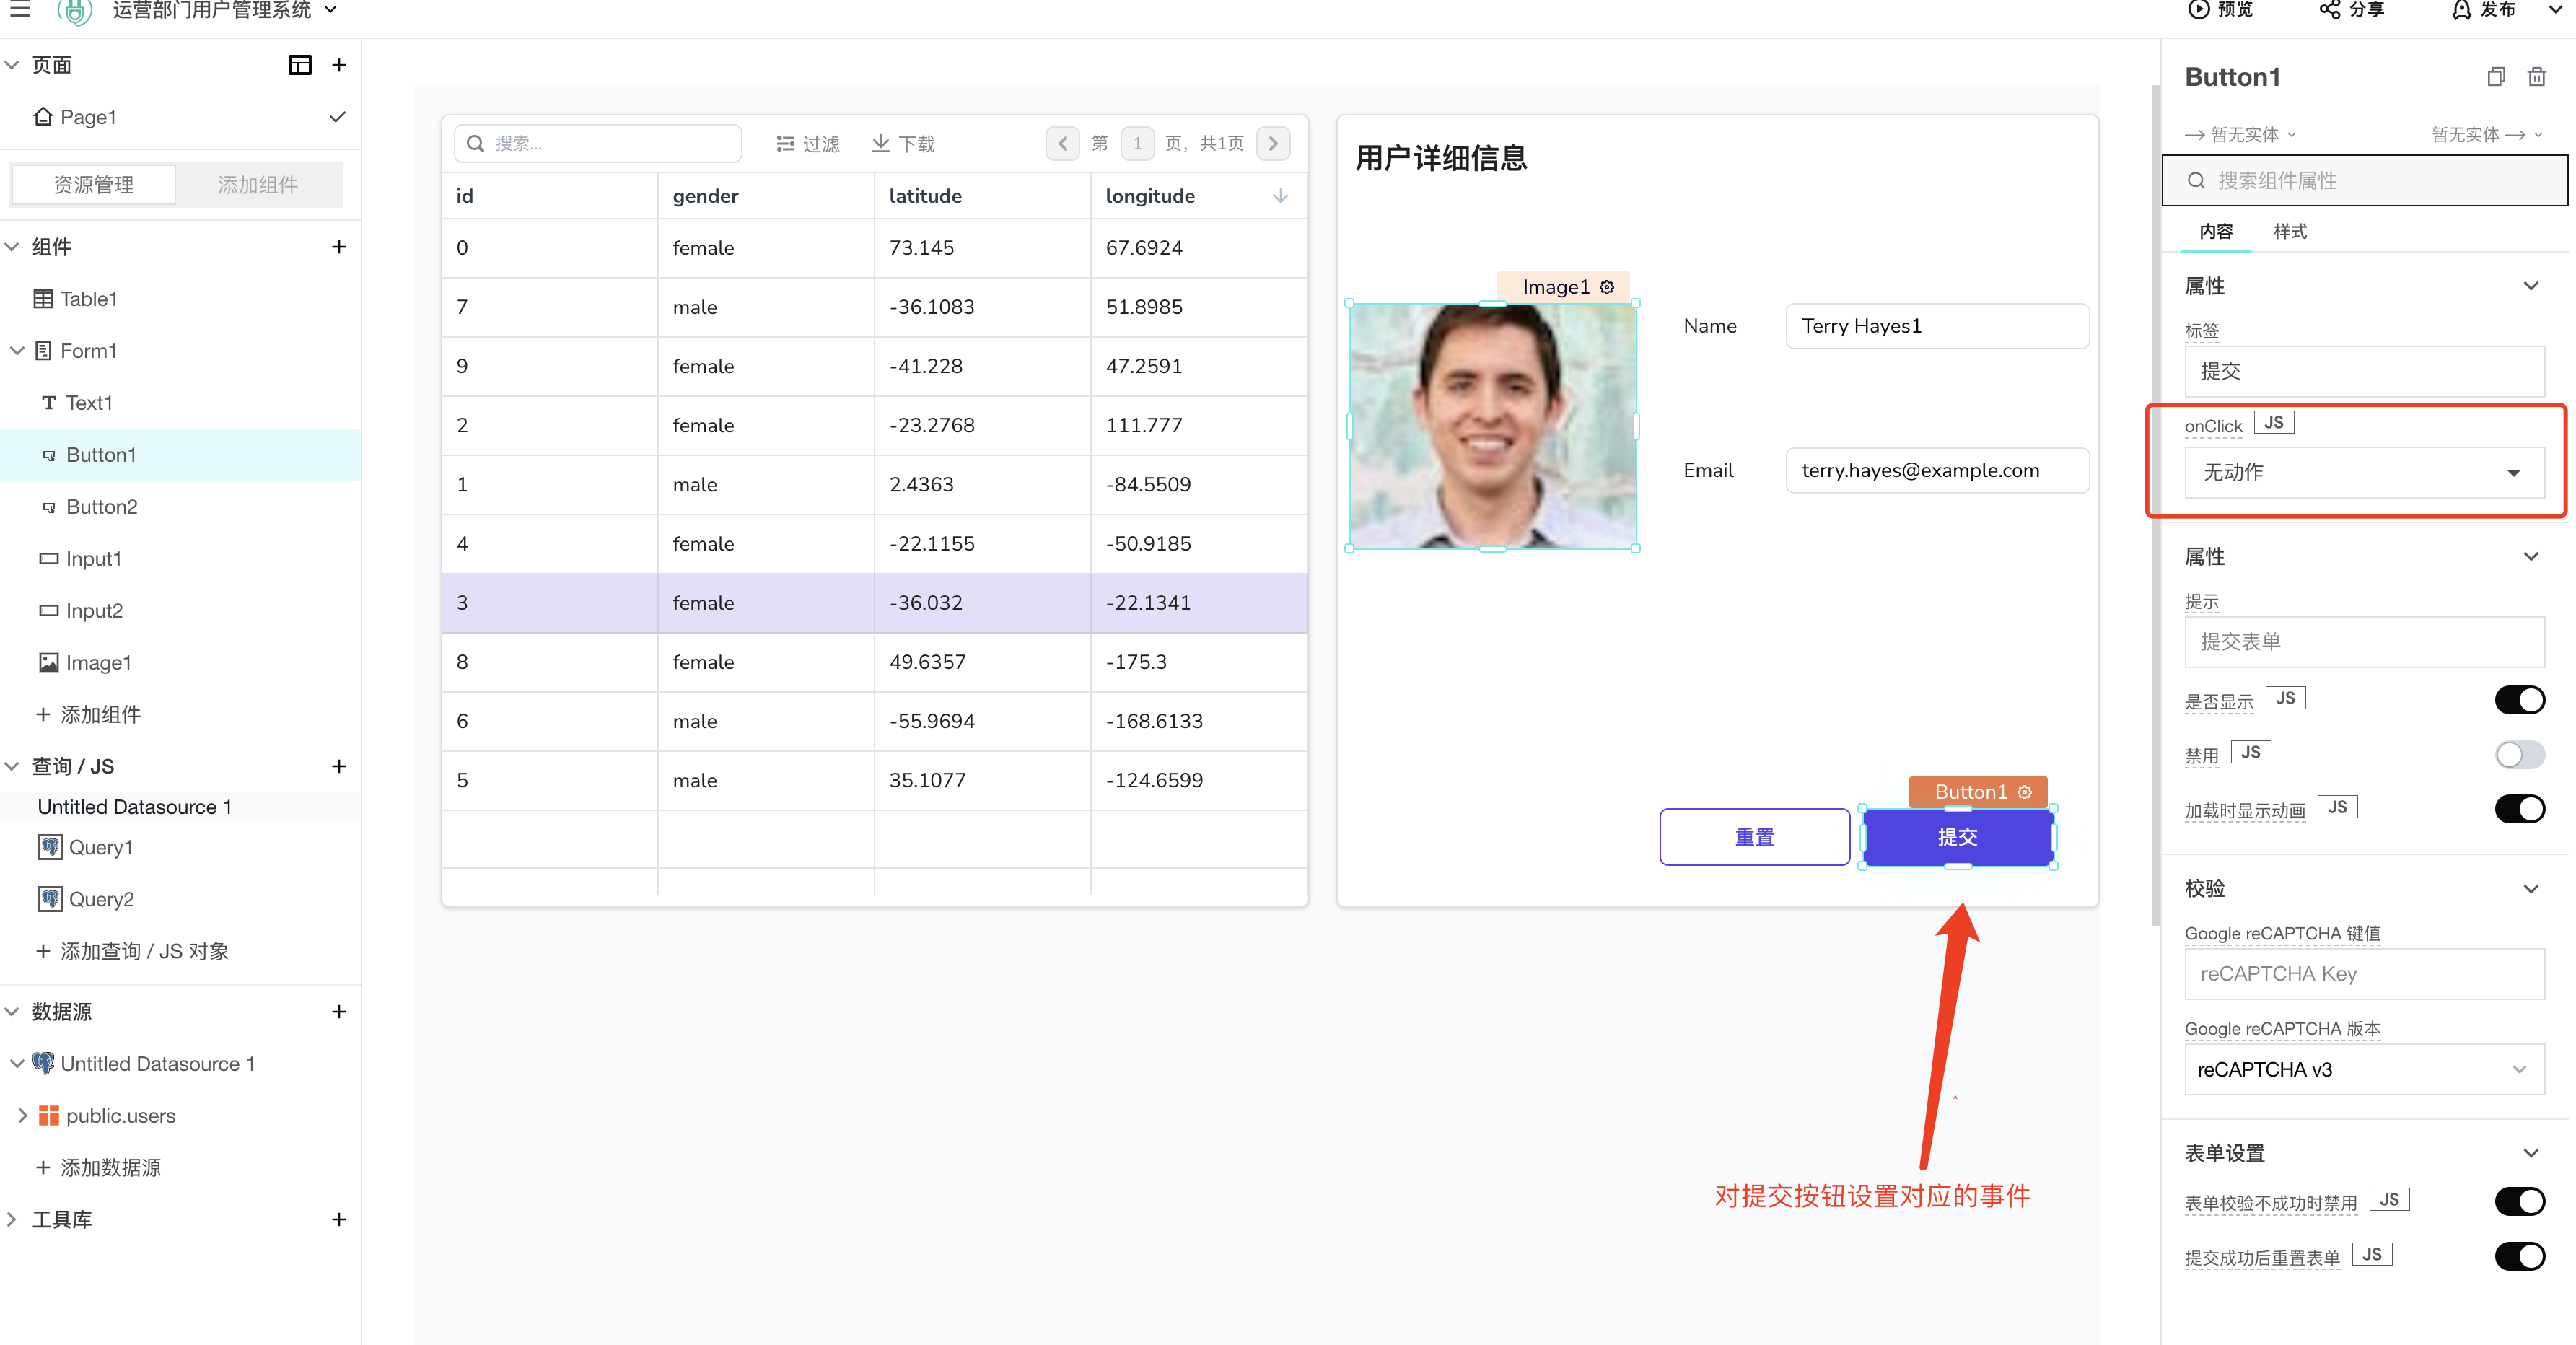 运营部门用户管理系统
预览
分享
发布
页面
Page1
资源管理
添加组件
组件
Table1
Form1
Text1
Button1
Button2
Input1
Input2
Image1
添加组件
查询 / JS
Untitled Datasource 1
Query1
Query2
添加查询 / JS 对象
数据源
Untitled Datasource 1
public.users
添加数据源
工具库
搜索...
过滤
下载
第 1 页，共1页
id gender latitude longitude
0 female 73.145 67.6924
7 male -36.1083 51.8985
9 female -41.228 47.2591
2 female -23.2768 111.777
1 male 2.4363 -84.5509
4 female -22.1155 -50.9185
3 female -36.032 -22.1341
8 female 49.6357 -175.3
6 male -55.9694 -168.6133
5 male 35.1077 -124.6599
用户详细信息
Image1
Name Terry Hayes1
Email terry.hayes@example.com
Button1
重置
提交
对提交按钮设置对应的事件
Button1
暂无实体
暂无实体
搜索组件属性
内容
样式
属性
标签
提交
onClick JS
无动作
属性
提示
提交表单
是否显示 JS
禁用 JS
加载时显示动画 JS
校验
Google reCAPTCHA 键值
reCAPTCHA Key
Google reCAPTCHA 版本
reCAPTCHA v3
表单设置
表单校验不成功时禁用 JS
提交成功后重置表单 JS